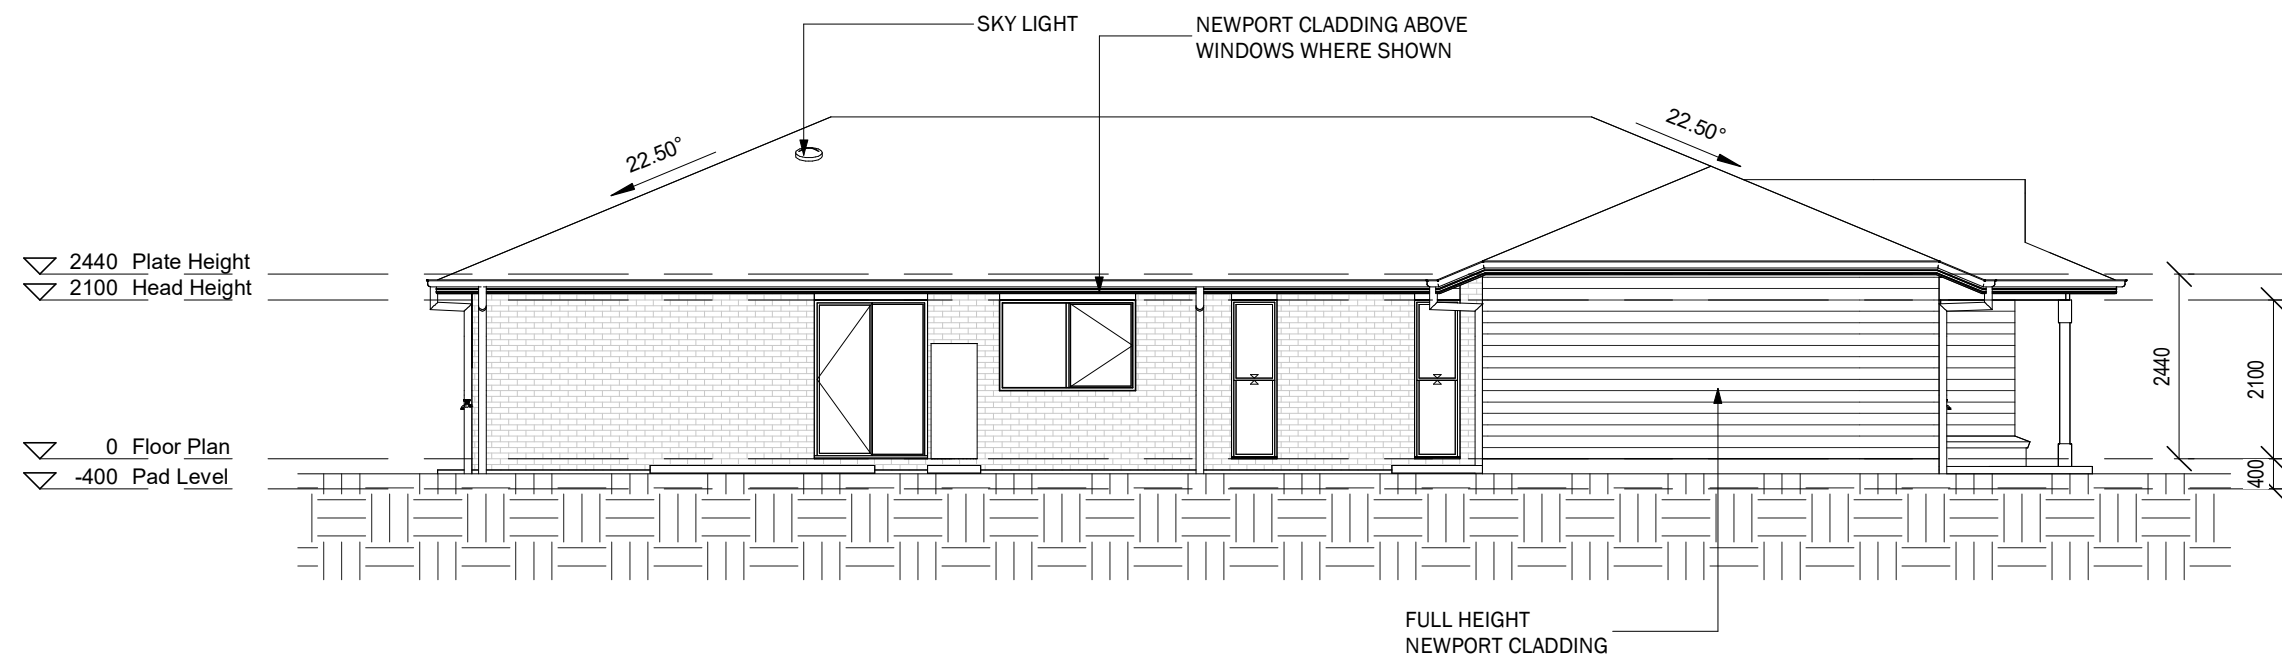 SKY LIGHT
NEWPORT CLADDING ABOVE
WINDOWS WHERE SHOWN
22.50°
22.50°
2440 Plate Height
2100 Head Height
2440
2100
0 Floor Plan
-400 Pad Level
400
FULL HEIGHT
NEWPORT CLADDING